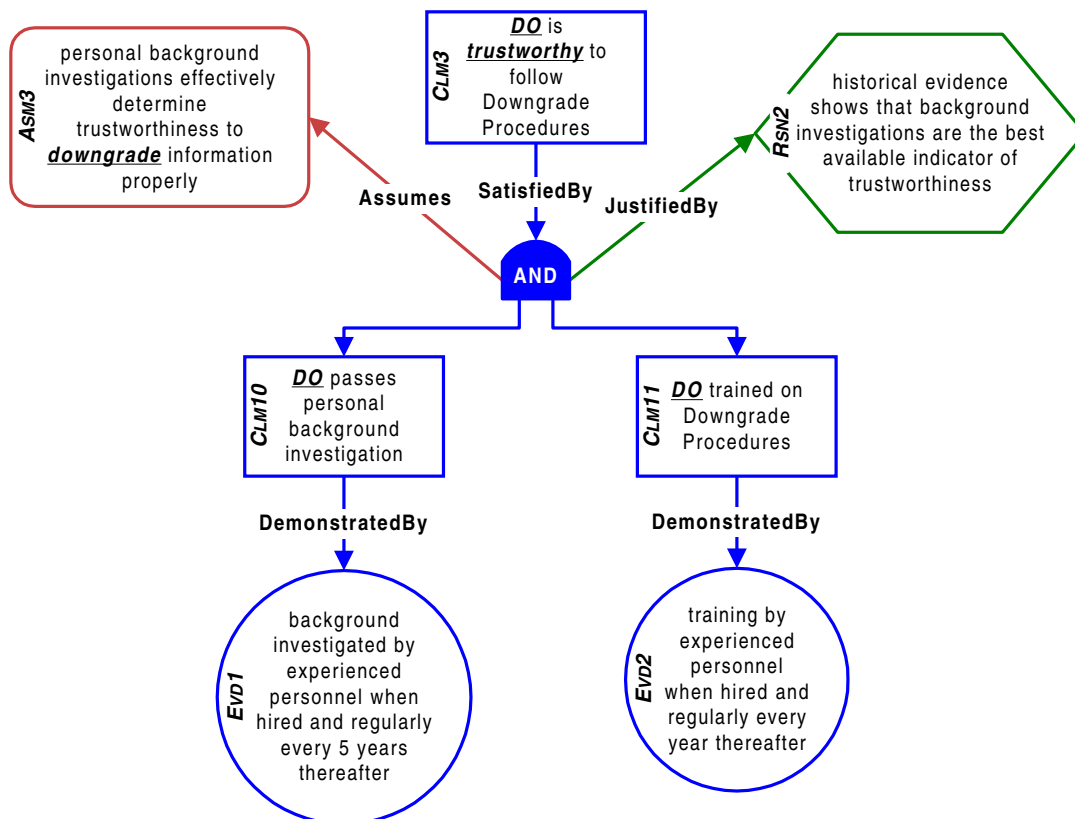 ASM3
personal background
investigations effectively
determine
trustworthiness to
downgrade information
properly
CLM3
DO is
trustworthy to
follow
Downgrade
Procedures
RSN2
historical evidence
shows that background
investigations are the best
available indicator of
trustworthiness
Assumes
SatisfiedBy
JustifiedBy
AND
CLM10
DO passes
personal
background
investigation
CLM11
DO trained on
Downgrade
Procedures
DemonstratedBy
DemonstratedBy
EVD1
background
investigated by
experienced
personnel when
hired and regularly
every 5 years
thereafter
EVD2
training by
experienced
personnel
when hired and
regularly every
year thereafter